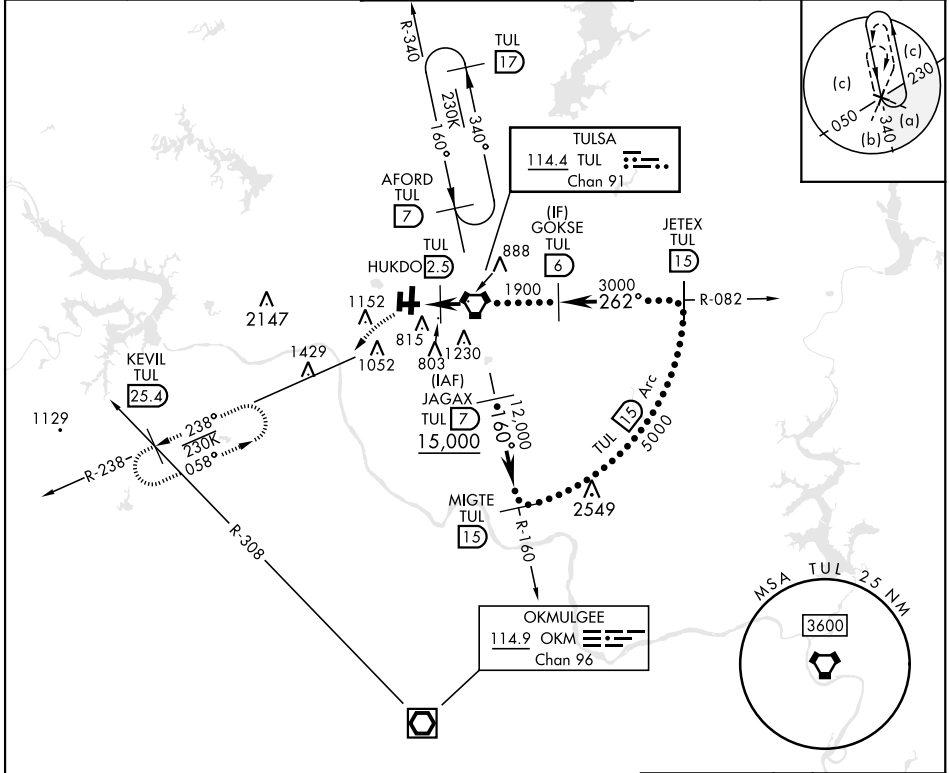 R-340
TUL
17
230K
160°
340°
AFORD
TUL
7
TULSA
114.4 TUL
Chan 91
(c)
(c)
230
050
340
(a)
(b)
TUL
HUKDO 2.5
888
(IF)
GOKSE
TUL
6
JETEX
TUL
15
1900
3000
262°
R-082
2147
1152
815
1052
803
1230
1429
KEVIL
TUL
25.4
1129
238°
230K
058°
R-238
R-308
(IAF)
JAGAX
TUL 7
15,000
12,000
160°
TUL 15 Arc
5000
2549
MIGTE
TUL
15
R-160
OKMULGEE
114.9 OKM
Chan 96
MSA TUL 25 NM
3600